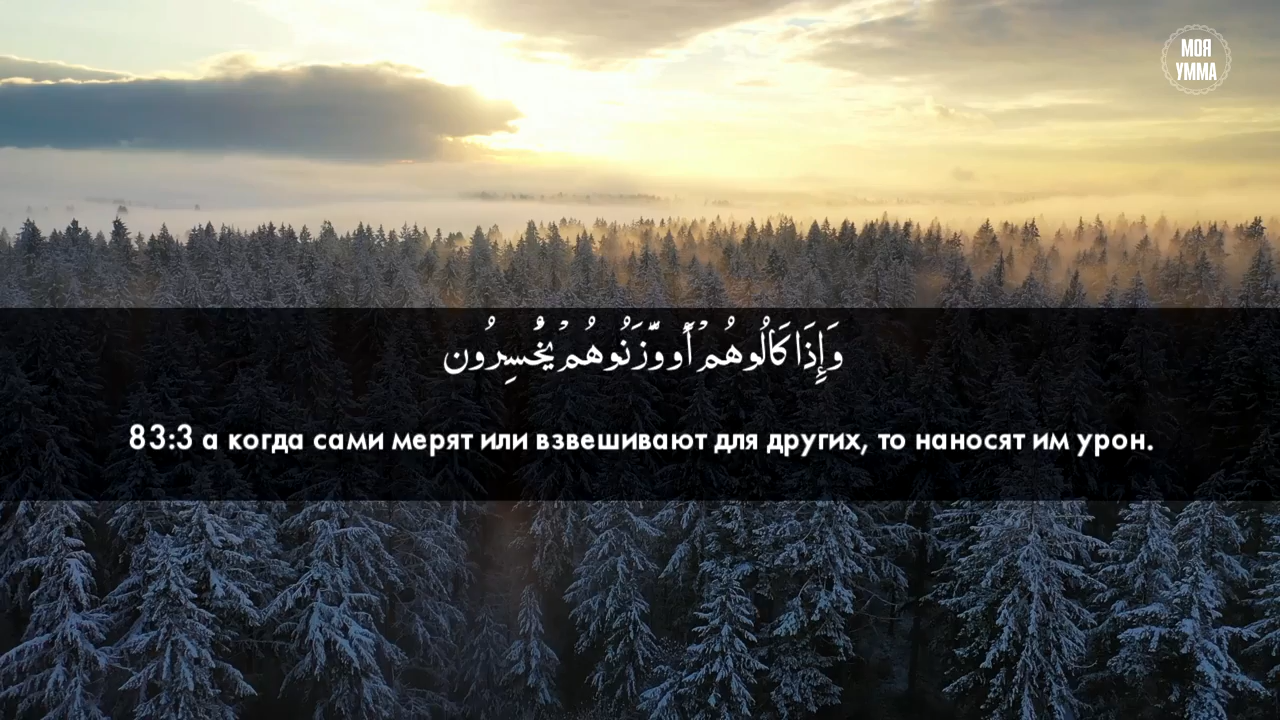 МОЯ
УММА
وَإِذَا كَالُوهُمْ أَو وَّزَنُوهُمْ يُخْسِرُونَ
83:3 а когда сами мерят или взвешивают для других, то наносят им урон.